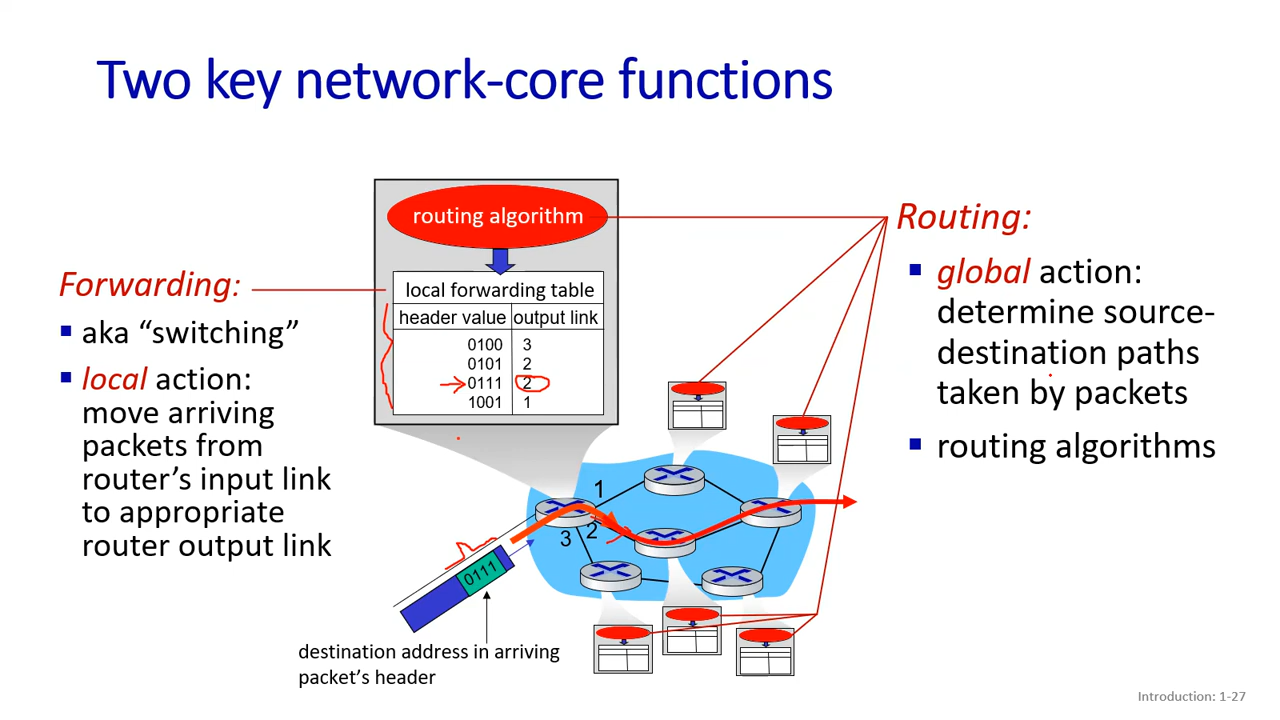 Two key network-core functions
Forwarding:
aka “switching”
local action:
move arriving
packets from
router’s input link
to appropriate
router output link
routing algorithm
local forwarding table
header value output link
0100 3
0101 2
0111 2
1001 1
1
2
3
0111
destination address in arriving
packet’s header
Routing:
global action:
determine source-
destination paths
taken by packets
routing algorithms
Introduction: 1-27